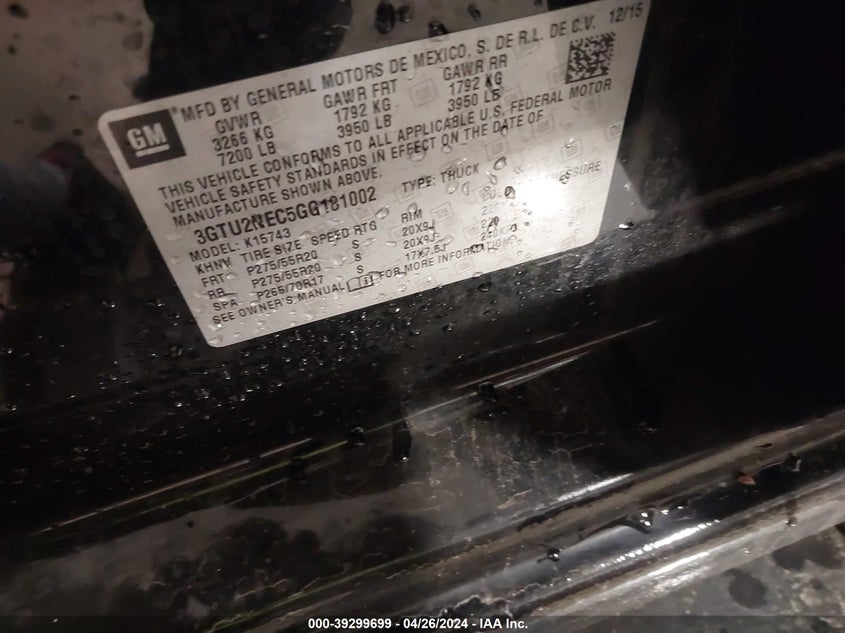 GM
MFD BY GENERAL MOTORS DE MEXICO, S. DE R.L. DE C.V. 12/15
GVWR GAWR FRT GAWR RR
3266 KG 1792 KG 1792 KG
7200 LB 3950 LB 3950 LB
THIS VEHICLE CONFORMS TO ALL APPLICABLE U.S. FEDERAL MOTOR
VEHICLE SAFETY STANDARDS IN EFFECT ON THE DATE OF
MANUFACTURE SHOWN ABOVE.
3GTU2NEC5GG181002 TYPE: TRUCK
MODEL: K15743
KHNV TIRE SIZE SPEED RTG RIM PRESSURE
FRT P275/55R20 S 20X9J
RR P275/55R20 S 20X9J
SPA P265/70R17 S 17X7.5J
SEE OWNER'S MANUAL FOR MORE INFORMATION
000-39299699 - 04/26/2024 - IAA Inc.